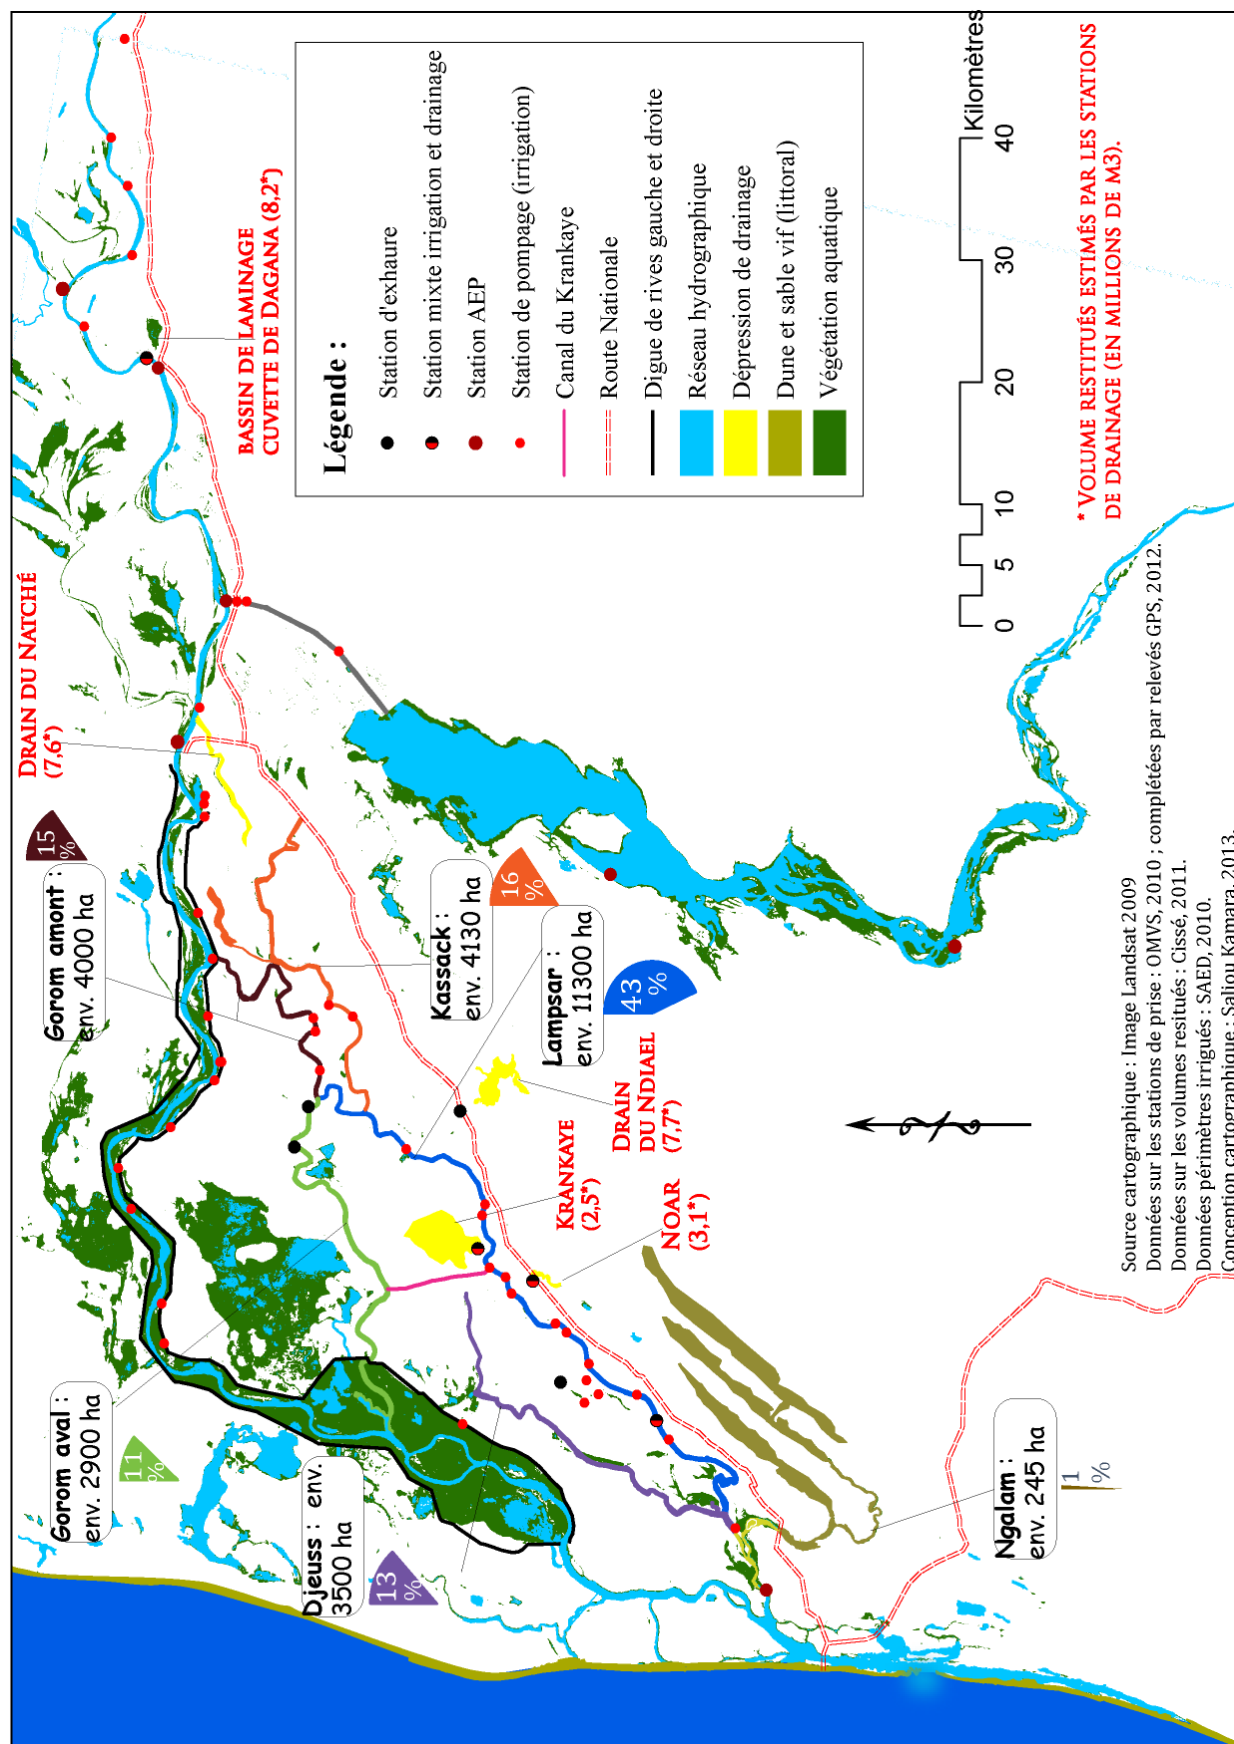 Gorom aval :
env. 2900 ha
11
%
Djeuss : env.
3500 ha
13
%
Gorom amont :
env. 4000 ha
15
%
DRAIN DU NATCHÉ
(7,6*)
Kassack :
env. 4130 ha
16
%
Lampsar :
env. 11300 ha
43
%
KRANKAYE
(2,5*)
DRAIN
DU NDIAEL
(7,7*)
NOAR
(3,1*)
Ngalam :
env. 245 ha
1
%
BASSIN DE LAMINAGE
CUVETTE DE DAGANA (8,2*)
Légende :
Station d'exhaure
Station mixte irrigation et drainage
Station AEP
Station de pompage (irrigation)
Canal du Krankaye
Route Nationale
Digue de rives gauche et droite
Réseau hydrographique
Dépression de drainage
Dune et sable vif (littoral)
Végétation aquatique
0 5 10 20 30 40
Kilomètres
* VOLUME RESTITUÉS ESTIMÉS PAR LES STATIONS
DE DRAINAGE (EN MILLIONS DE M3).
Source cartographique : Image Landsat 2009
Données sur les stations de prise : OMVS, 2010 ; complétées par relevés GPS, 2012.
Données sur les volumes resitués : Cissé, 2011.
Données périmètres irrigués : SAED, 2010.
Conception cartographique : Saliou Kamara, 2013.